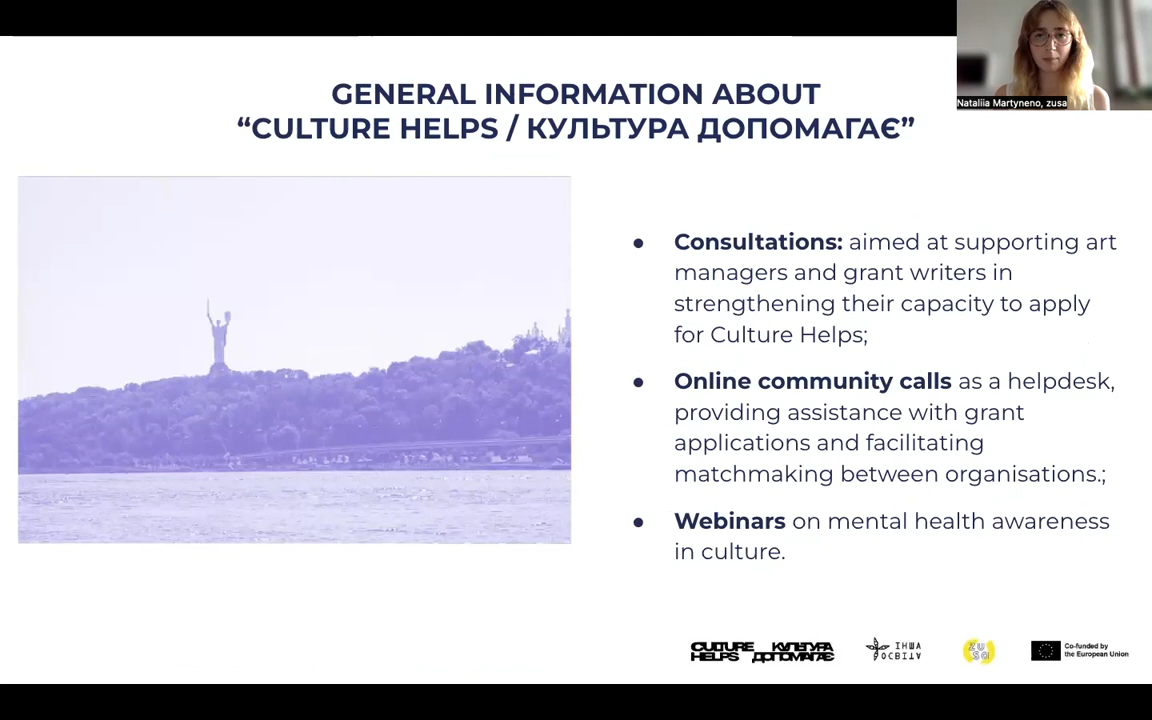 Nataliia Martyneno, zusa
GENERAL INFORMATION ABOUT
“CULTURE HELPS / КУЛЬТУРА ДОПОМАГАЄ”
● Consultations: aimed at supporting art
managers and grant writers in
strengthening their capacity to apply
for Culture Helps;
● Online community calls as a helpdesk,
providing assistance with grant
applications and facilitating
matchmaking between organisations.;
● Webinars on mental health awareness
in culture.
CULTURE КУЛЬТУРА
HELPS ДОПОМАГАЄ
ІНША
ОСВІТА
ZU
SA
Co-funded by
the European Union